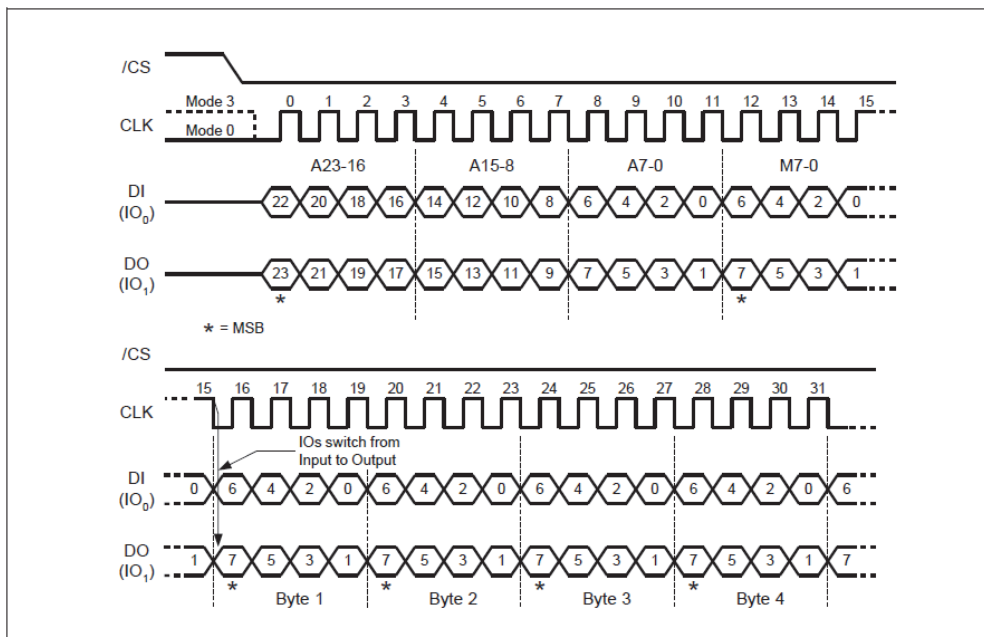 /CS
Mode 3
0 1 2 3 4 5 6 7 8 9 10 11 12 13 14 15
CLK
Mode 0
A23-16 A15-8 A7-0 M7-0
DI
(IO0)
22 20 18 16 14 12 10 8 6 4 2 0 6 4 2 0
DO
(IO1)
23 21 19 17 15 13 11 9 7 5 3 1 7 5 3 1
* *
* = MSB
/CS
15 16 17 18 19 20 21 22 23 24 25 26 27 28 29 30 31
CLK
IOs switch from
Input to Output
DI
(IO0)
0 6 4 2 0 6 4 2 0 6 4 2 0 6 4 2 0 6
DO
(IO1)
1 7 5 3 1 7 5 3 1 7 5 3 1 7 5 3 1 7
* * * *
Byte 1 Byte 2 Byte 3 Byte 4